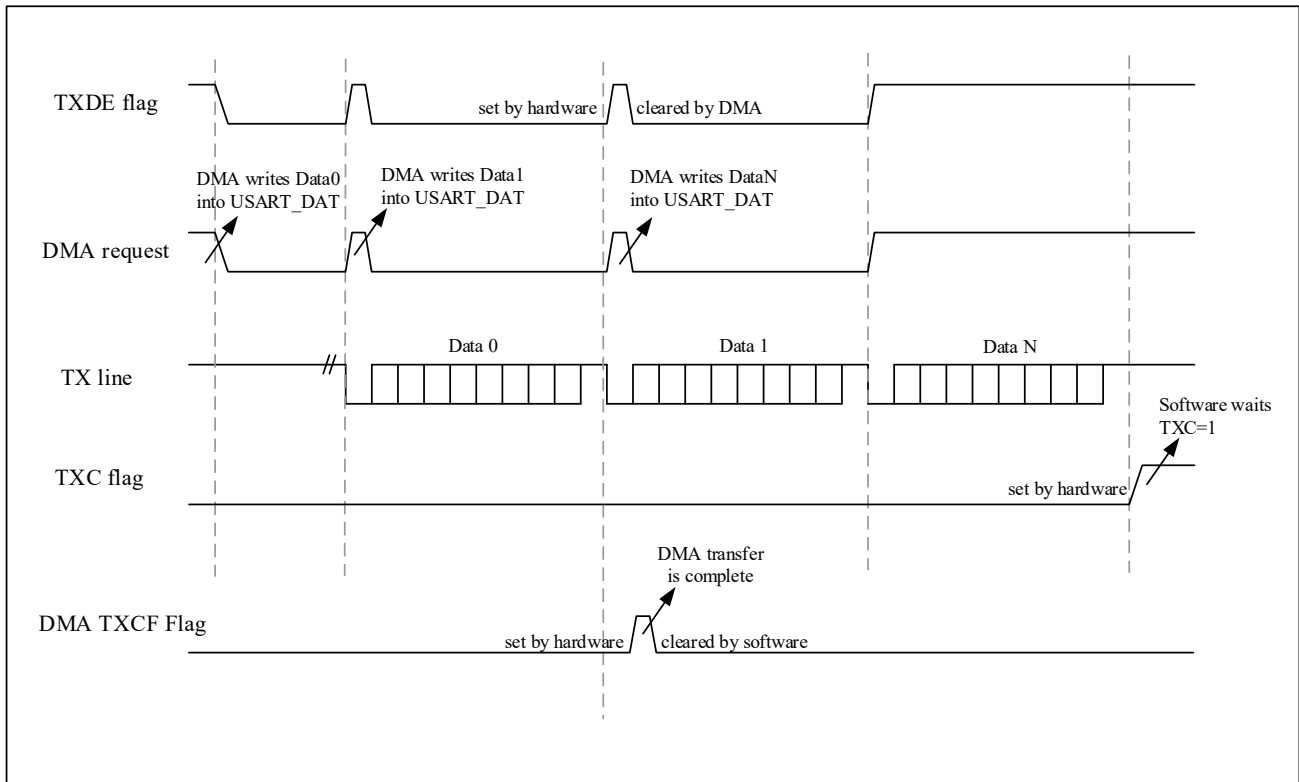 TXDE flag
set by hardware
cleared by DMA
DMA writes Data0
into USART_DAT
DMA writes Data1
into USART_DAT
DMA writes DataN
into USART_DAT
DMA request
Data 0
Data 1
Data N
TX line
Software waits
TXC=1
TXC flag
set by hardware
DMA transfer
is complete
DMA TXCF Flag
set by hardware
cleared by software